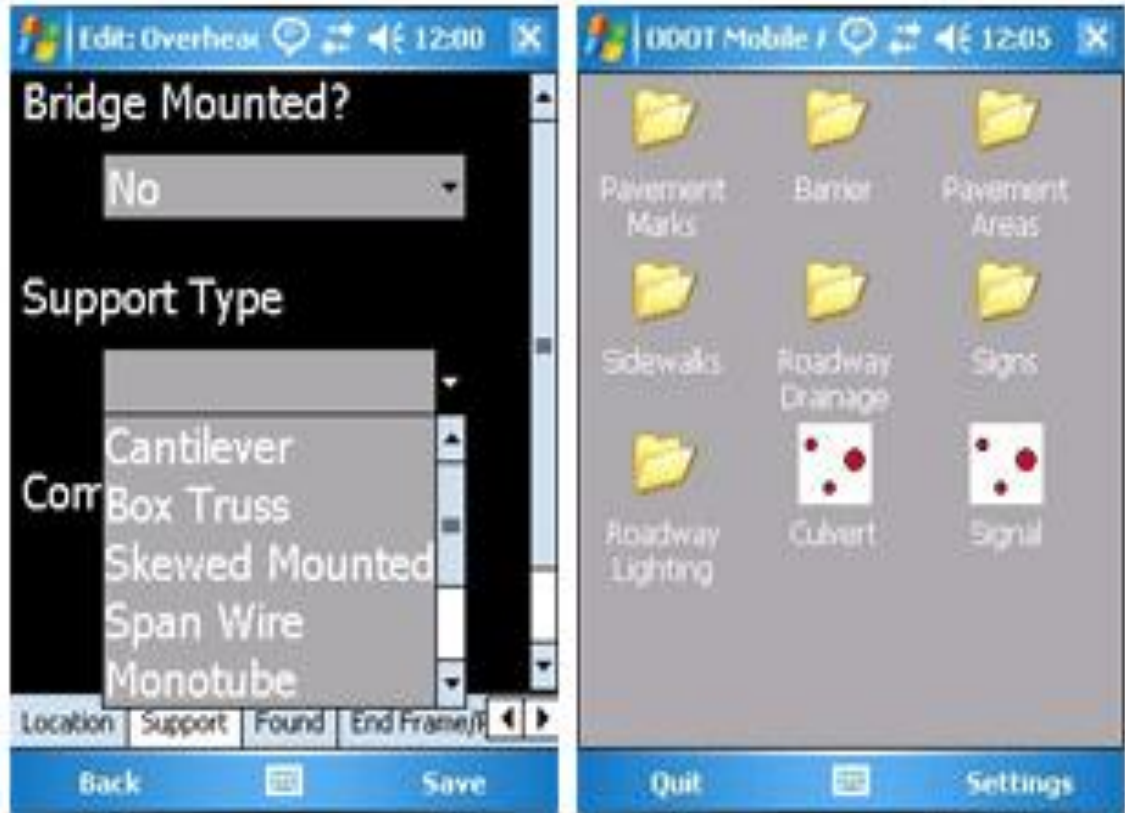 Edit: Overhea
12:00
Bridge Mounted?
No
Support Type
Cantilever
Com
Box Truss
Skewed Mounted
Span Wire
Monotube
Location
Support
Found
End Frame/
Back
Save
ODOT Mobile
12:05
Pavement
Marks
Barrier
Pavement
Areas
Sidewalks
Roadway
Drainage
Signs
Roadway
Lighting
Culvert
Signal
Quit
Settings